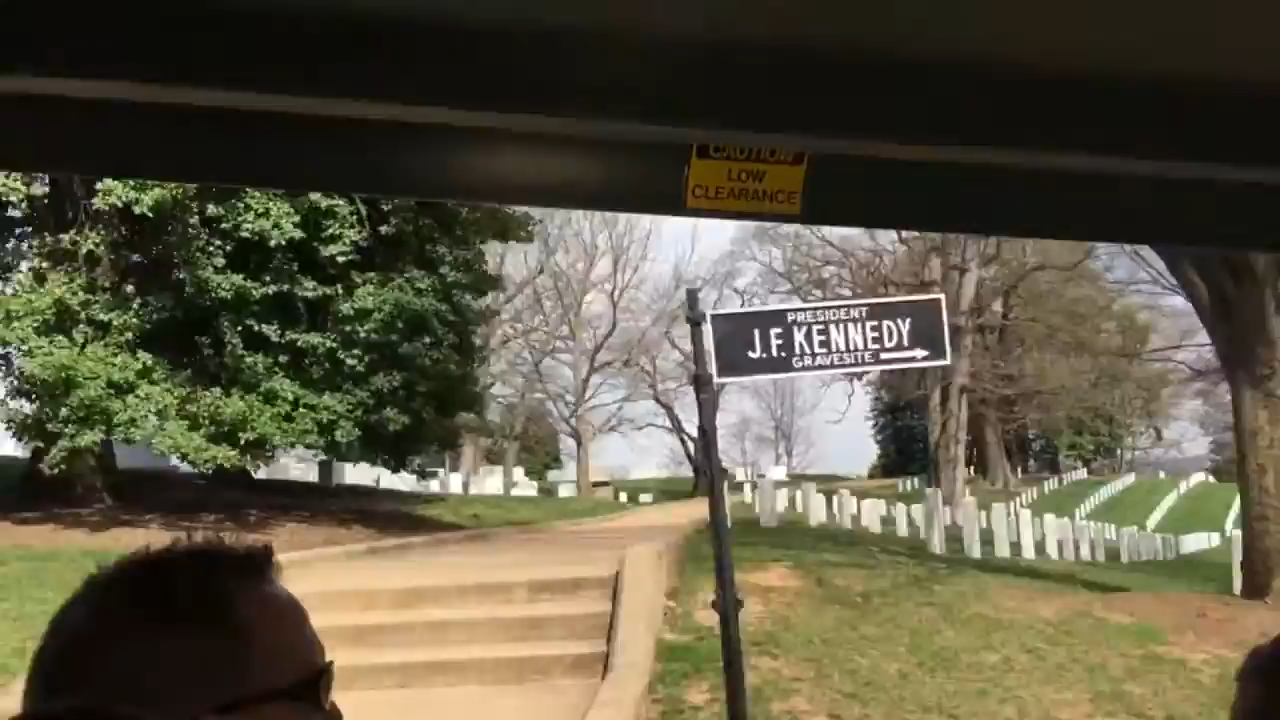 CAUTION
LOW
CLEARANCE
PRESIDENT
J.F. KENNEDY
GRAVESITE